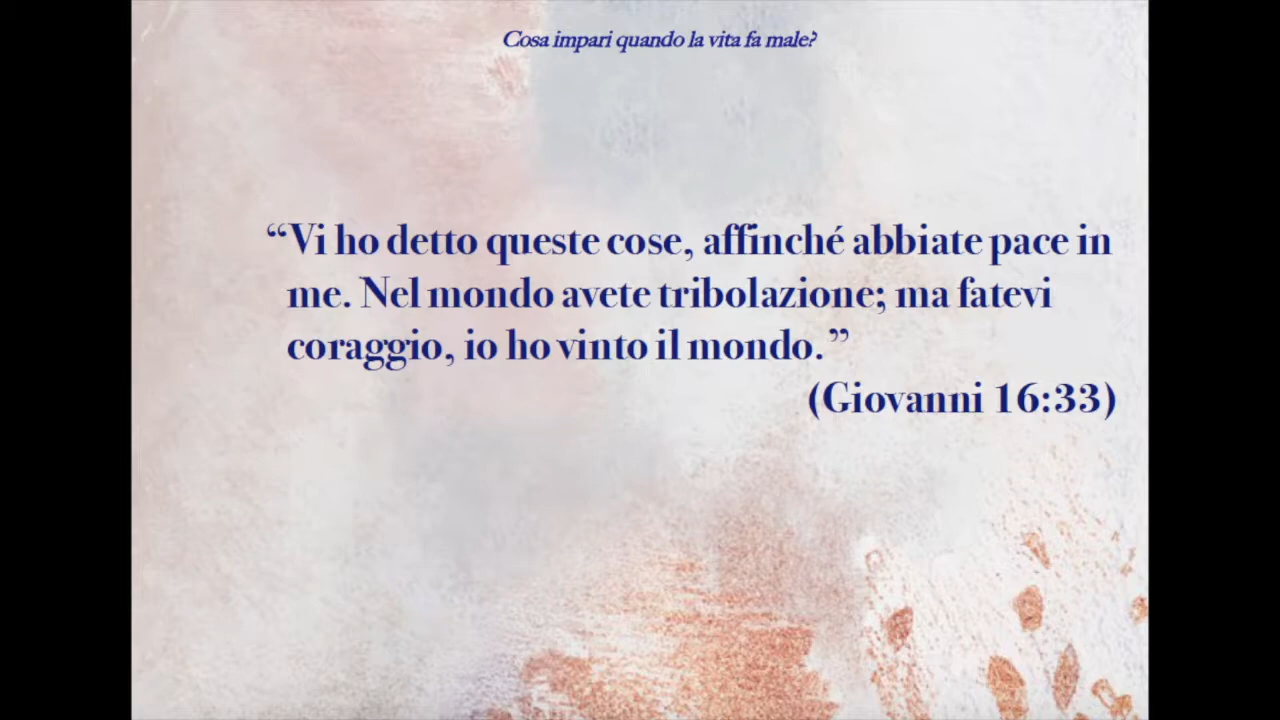 Cosa impari quando la vita fa male?
“Vi ho detto queste cose, affinché abbiate pace in
me. Nel mondo avete tribolazione; ma fatevi
coraggio, io ho vinto il mondo.”
(Giovanni 16:33)